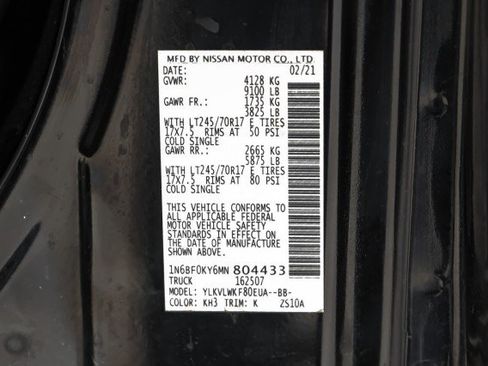 MFD BY NISSAN MOTOR CO., LTD.
DATE: 02/21
GVWR: 4128 KG
9100 LB
GAWR FR.: 1735 KG
3825 LB
WITH LT245/70R17 E TIRES
17X7.5 RIMS AT 50 PSI
COLD SINGLE
GAWR RR.: 2665 KG
5875 LB
WITH LT245/70R17 E TIRES
17X7.5 RIMS AT 80 PSI
COLD SINGLE
THIS VEHICLE CONFORMS TO
ALL APPLICABLE FEDERAL
MOTOR VEHICLE SAFETY
STANDARDS IN EFFECT ON
THE DATE OF MANUFACTURE
SHOWN ABOVE.
1N6BF0KY6MN804433
TRUCK 162507
MODEL: YLKVLWKF80EUA--BB-
COLOR: KH3 TRIM: K ZS10A